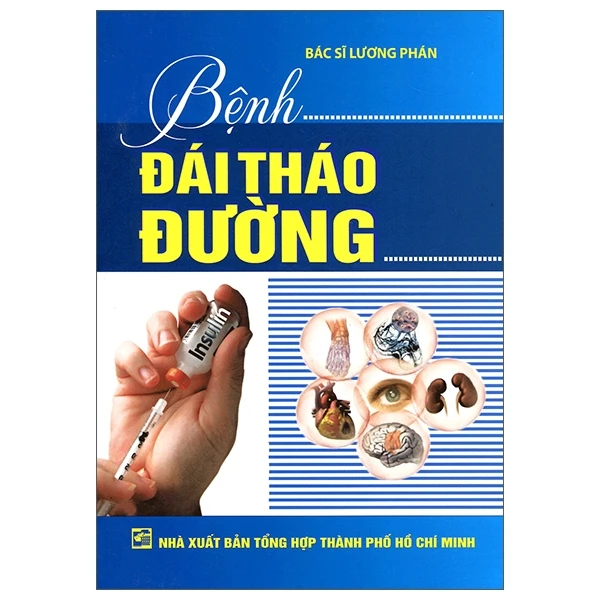 BÁC SĨ LƯƠNG PHÁN
Bệnh
ĐÁI THÁO
ĐƯỜNG
Insulin
NHÀ XUẤT BẢN TỔNG HỢP THÀNH PHỐ HỒ CHÍ MINH